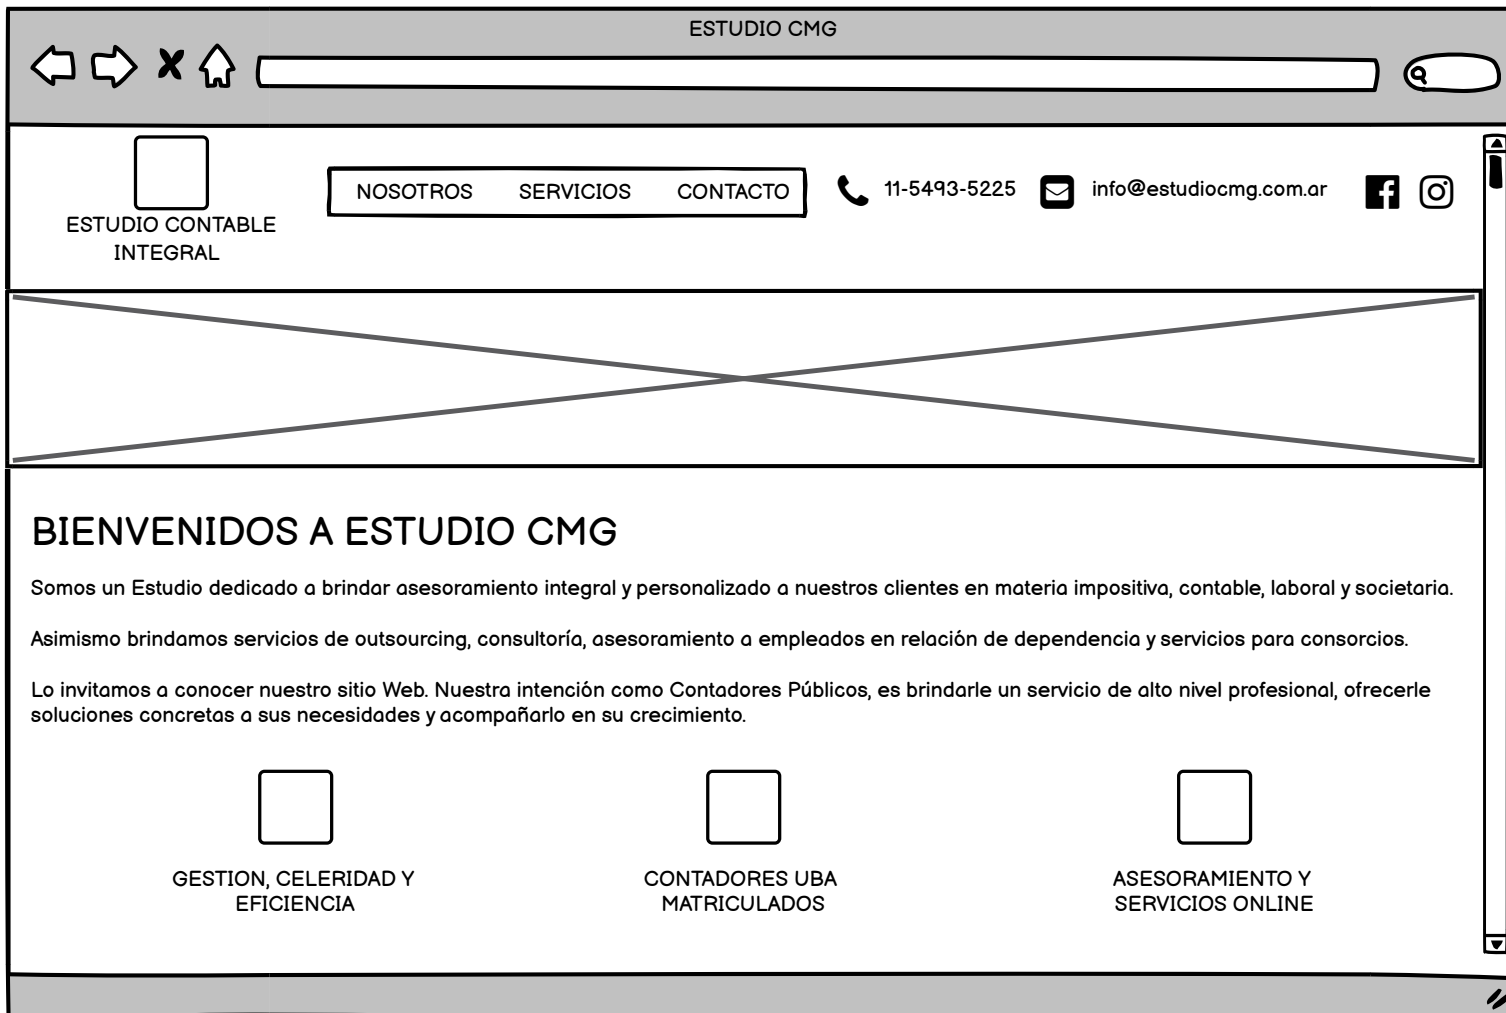 ESTUDIO CMG
ESTUDIO CONTABLE
INTEGRAL
NOSOTROS SERVICIOS CONTACTO
11-5493-5225
info@estudiocmg.com.ar
BIENVENIDOS A ESTUDIO CMG
Somos un Estudio dedicado a brindar asesoramiento integral y personalizado a nuestros clientes en materia impositiva, contable, laboral y societaria.
Asimismo brindamos servicios de outsourcing, consultoría, asesoramiento a empleados en relación de dependencia y servicios para consorcios.
Lo invitamos a conocer nuestro sitio Web. Nuestra intención como Contadores Públicos, es brindarle un servicio de alto nivel profesional, ofrecerle
soluciones concretas a sus necesidades y acompañarlo en su crecimiento.
GESTION, CELERIDAD Y
EFICIENCIA
CONTADORES UBA
MATRICULADOS
ASESORAMIENTO Y
SERVICIOS ONLINE